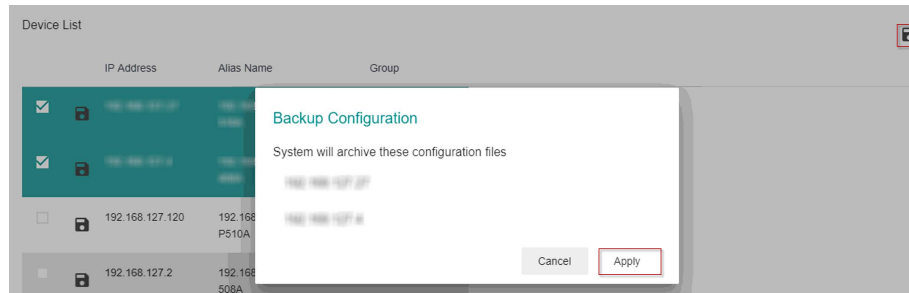 Device List
IP Address Alias Name Group
Backup Configuration
System will archive these configuration files
192.168.127.120 192.168
P510A
192.168.127.2 192.168
508A
Cancel Apply